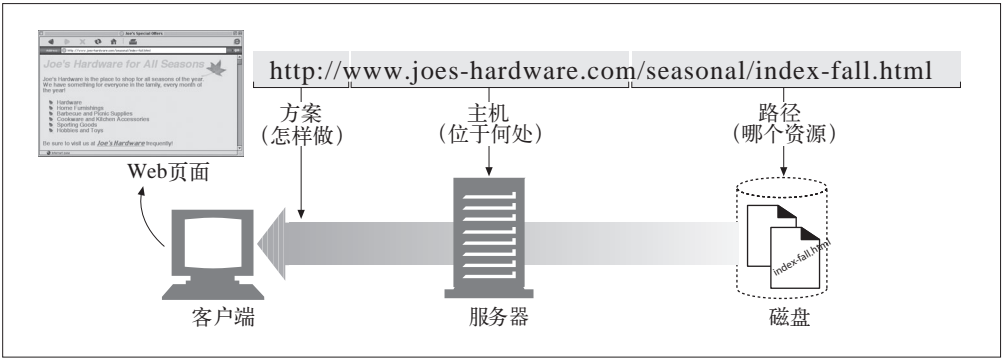 Joe's Special Offers
Joe's Hardware for All Seasons
Joe's Hardware is the place to shop for all seasons of the year.
We have something for everyone in the family, every month of
the year!
Hardware
Home Furnishings
Barbecue and Picnic Supplies
Cookware and Kitchen Accessories
Sporting Goods
Hobbies and Toys
Be sure to visit us at Joe's Hardware frequently!
Web页面
http://www.joes-hardware.com/seasonal/index-fall.html
方案
(怎样做)
主机
(位于何处)
路径
(哪个资源)
index-fall.html
客户端
服务器
磁盘